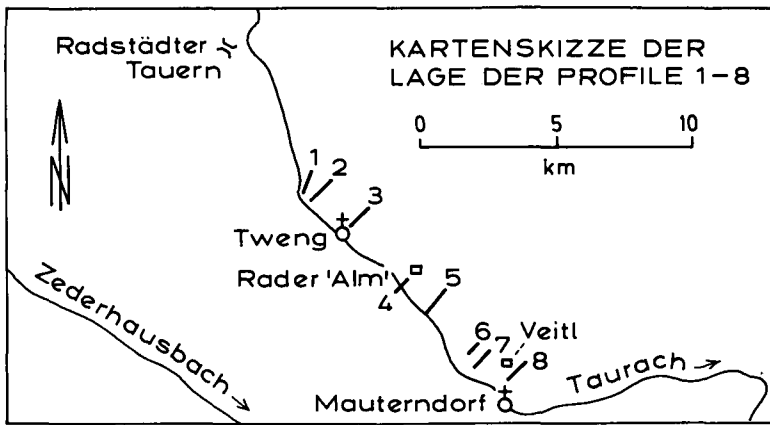 Radstädter
Tauern
KARTENSKIZZE DER
LAGE DER PROFILE 1-8
0 5 10
km
N
1
2
3
Tweng
Rader 'Alm'
4
5
Zederhausbach
6
7
Veitl
8
Taurach
Mauterndorf